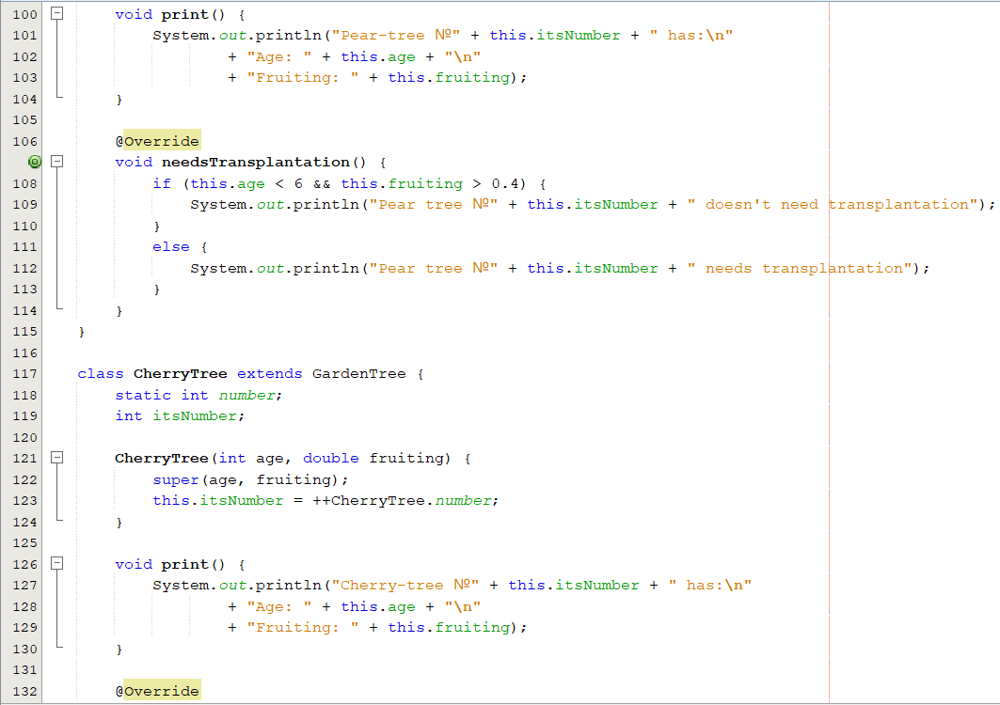 100 void print() {
101 System.out.println("Pear-tree №" + this.itsNumber + " has:\n"
102 + "Age: " + this.age + "\n"
103 + "Fruiting: " + this.fruiting);
104 }
105
106 @Override
void needsTransplantation() {
108 if (this.age < 6 && this.fruiting > 0.4) {
109 System.out.println("Pear tree №" + this.itsNumber + " doesn't need transplantation");
110 }
111 else {
112 System.out.println("Pear tree №" + this.itsNumber + " needs transplantation");
113 }
114 }
115 }
116
117 class CherryTree extends GardenTree {
118 static int number;
119 int itsNumber;
120
121 CherryTree(int age, double fruiting) {
122 super(age, fruiting);
123 this.itsNumber = ++CherryTree.number;
124 }
125
126 void print() {
127 System.out.println("Cherry-tree №" + this.itsNumber + " has:\n"
128 + "Age: " + this.age + "\n"
129 + "Fruiting: " + this.fruiting);
130 }
131
132 @Override